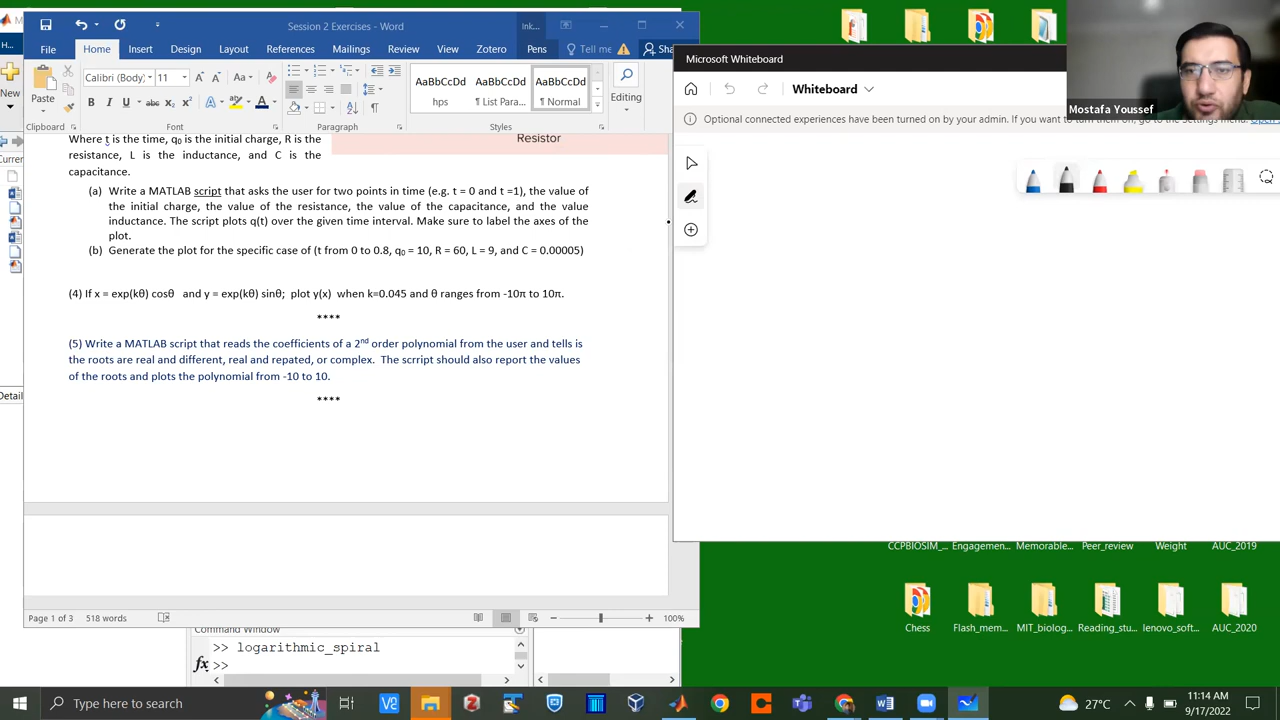 Session 2 Exercises - Word
Ink...
File
Home
Insert
Design
Layout
References
Mailings
Review
View
Zotero
Pens
Tell me
Sha
Calibri (Body)
11
Paste
Clipboard
Font
Paragraph
AaBbCcDd
hps
AaBbCcDd
¶ List Para...
AaBbCcDd
¶ Normal
Styles
Editing
H...
New
Curren
Detail
Resistor
Where t is the time, q0 is the initial charge, R is the
resistance, L is the inductance, and C is the
capacitance.
(a) Write a MATLAB script that asks the user for two points in time (e.g. t = 0 and t =1), the value of
the initial charge, the value of the resistance, the value of the capacitance, and the value
inductance. The script plots q(t) over the given time interval. Make sure to label the axes of the
plot.
(b) Generate the plot for the specific case of (t from 0 to 0.8, q0 = 10, R = 60, L = 9, and C = 0.00005)
(4) If x = exp(kθ) cosθ and y = exp(kθ) sinθ; plot y(x) when k=0.045 and θ ranges from -10π to 10π.
****
(5) Write a MATLAB script that reads the coefficients of a 2nd order polynomial from the user and tells is
the roots are real and different, real and repated, or complex. The scrript should also report the values
of the roots and plots the polynomial from -10 to 10.
****
Page 1 of 3
518 words
100%
Command Window
>> logarithmic_spiral
fx >>
Microsoft Whiteboard
Whiteboard
Optional connected experiences have been turned on by your admin. If you want to turn them on, go to the Settings menu. Open
Mostafa Youssef
CCPBIOSIM_...
Engagemen...
Memorable...
Peer_review
Weight
AUC_2019
Chess
Flash_mem...
MIT_biolog...
Reading_stu...
lenovo_soft...
AUC_2020
Type here to search
27°C
11:14 AM
9/17/2022